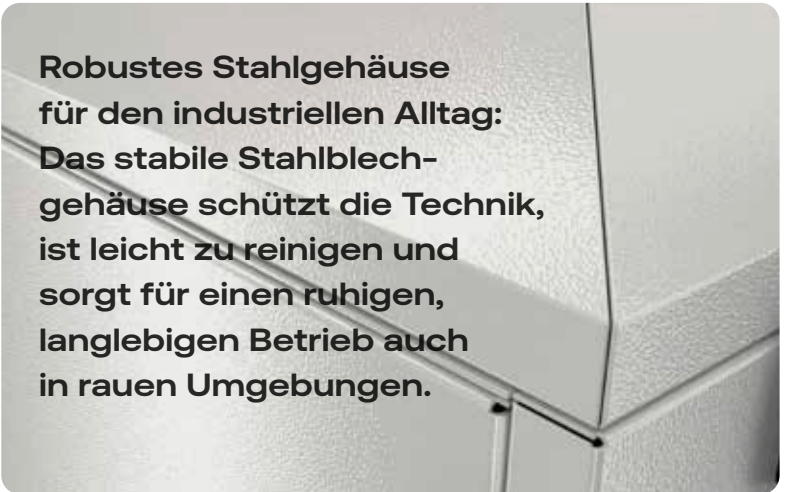 Robustes Stahlgehäuse
für den industriellen Alltag:
Das stabile Stahlblech-
gehäuse schützt die Technik,
ist leicht zu reinigen und
sorgt für einen ruhigen,
langlebigen Betrieb auch
in rauen Umgebungen.